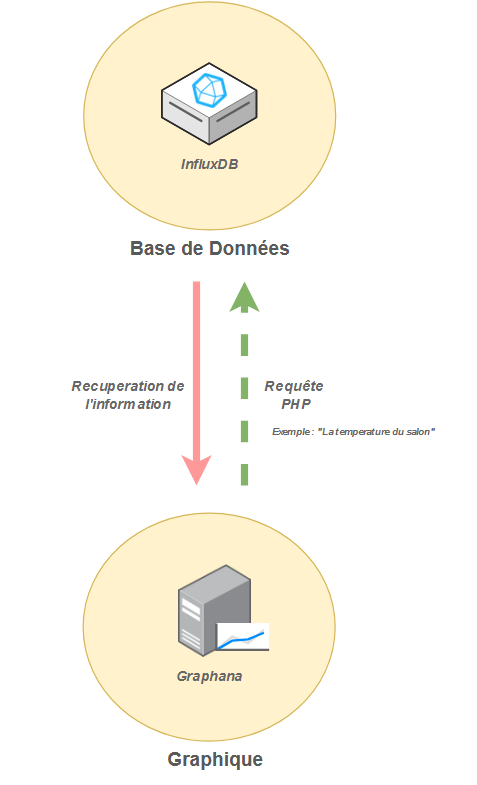 InfluxDB
Base de Données
Recuperation de
l'information
Requête
PHP
Exemple : "La temperature du salon"
Graphana
Graphique